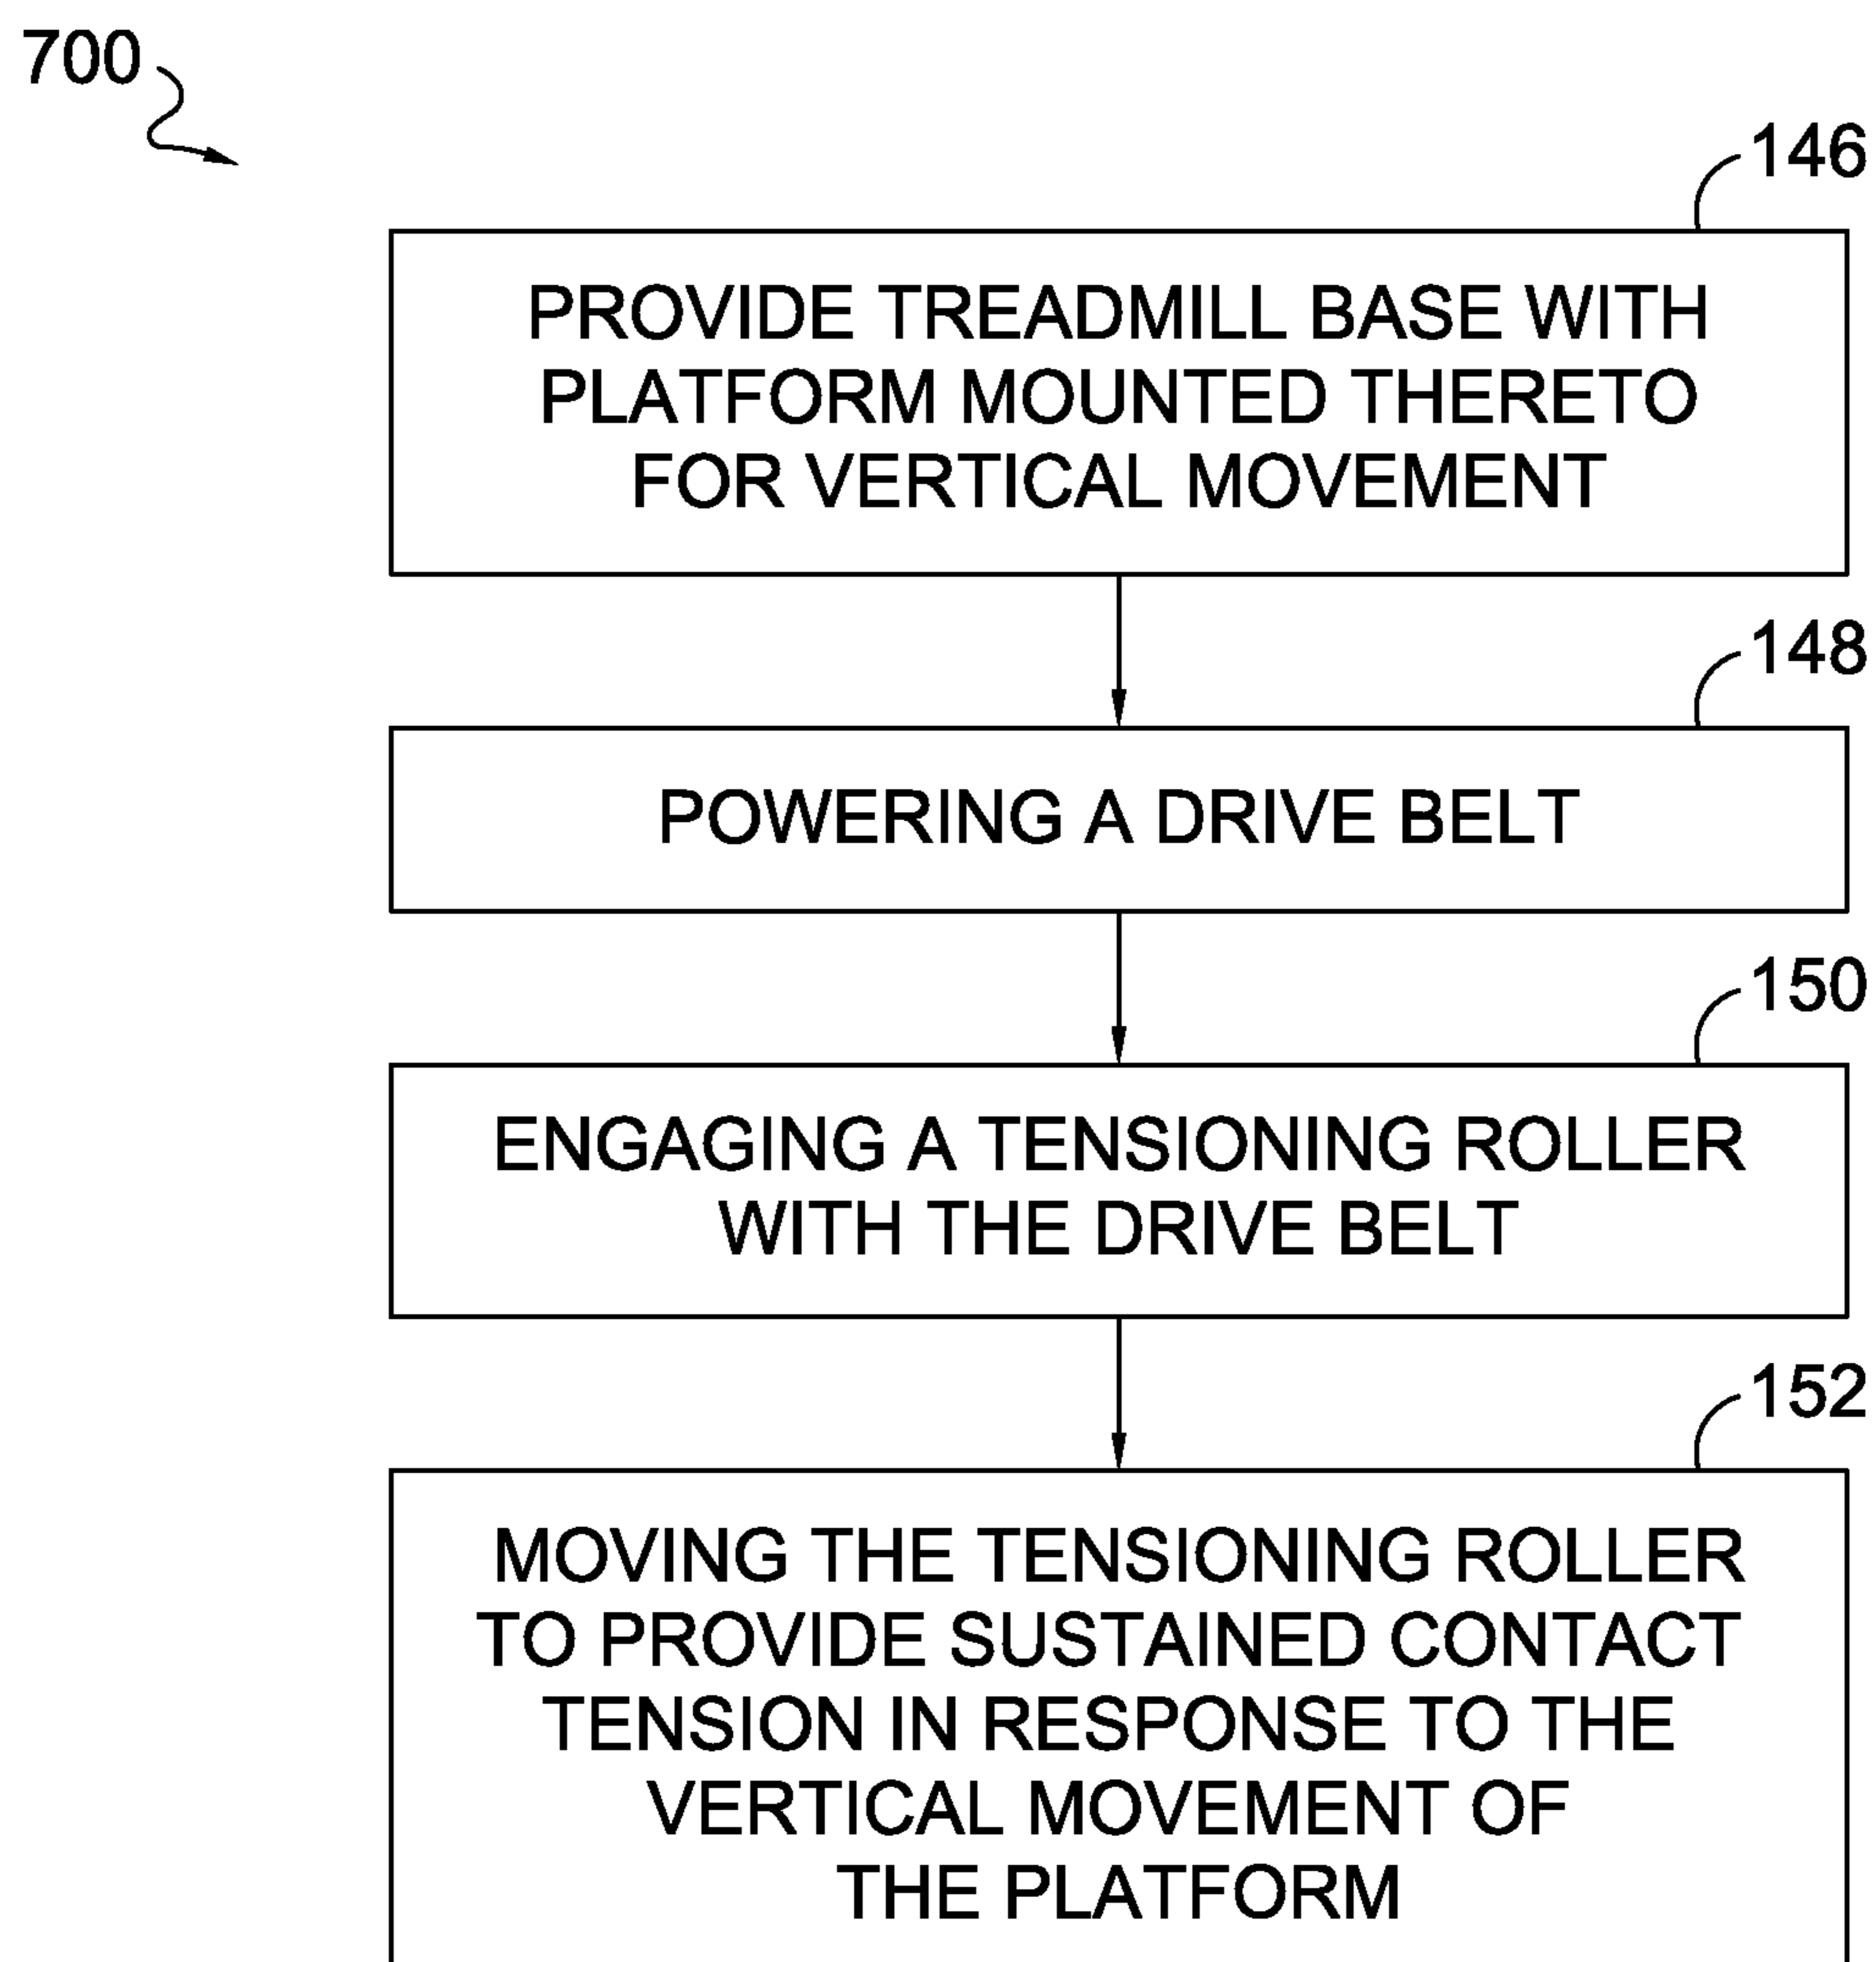 700
146
PROVIDE TREADMILL BASE WITH
PLATFORM MOUNTED THERETO
FOR VERTICAL MOVEMENT
148
POWERING A DRIVE BELT
150
ENGAGING A TENSIONING ROLLER
WITH THE DRIVE BELT
152
MOVING THE TENSIONING ROLLER
TO PROVIDE SUSTAINED CONTACT
TENSION IN RESPONSE TO THE
VERTICAL MOVEMENT OF
THE PLATFORM